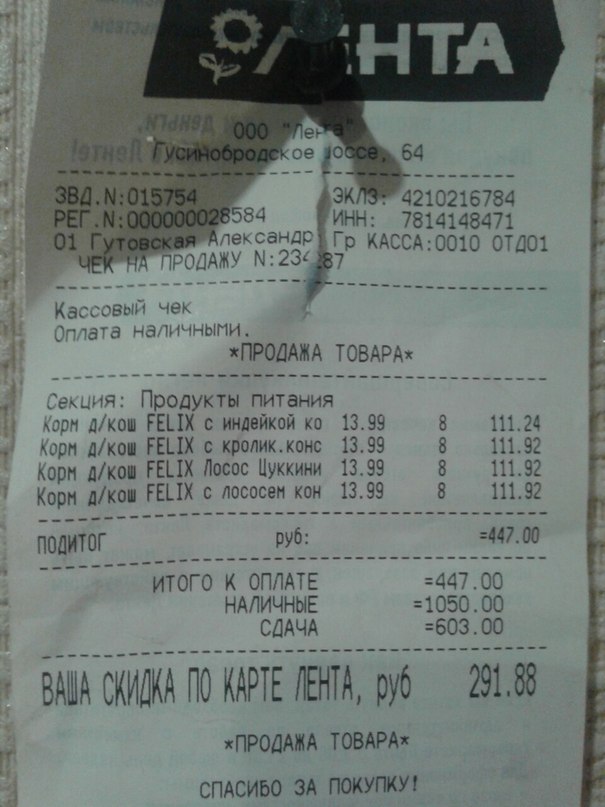 ЛЕНТА
ООО "Лента"
Гусинобродское шоссе, 64
ЗВД.N:015754 ЭКЛЗ: 4210216784
РЕГ.N:000000028584 ИНН: 7814148471
01 Гутовская Александр Гр КАССА:0010 ОТД01
ЧЕК НА ПРОДАЖУ
Кассовый чек
Оплата наличными.
*ПРОДАЖА ТОВАРА*
Секция: Продукты питания
Корм д/кош FELIX с индейкой ко 13.99 8 111.24
Корм д/кош FELIX с кролик.конс 13.99 8 111.92
Корм д/кош FELIX Лосос Цуккини 13.99 8 111.92
Корм д/кош FELIX с лососем кон 13.99 8 111.92
ПОДИТОГ руб: =447.00
ИТОГО К ОПЛАТЕ =447.00
НАЛИЧНЫЕ =1050.00
СДАЧА =603.00
ВАША СКИДКА ПО КАРТЕ ЛЕНТА, руб 291.88
*ПРОДАЖА ТОВАРА*
СПАСИБО ЗА ПОКУПКУ!